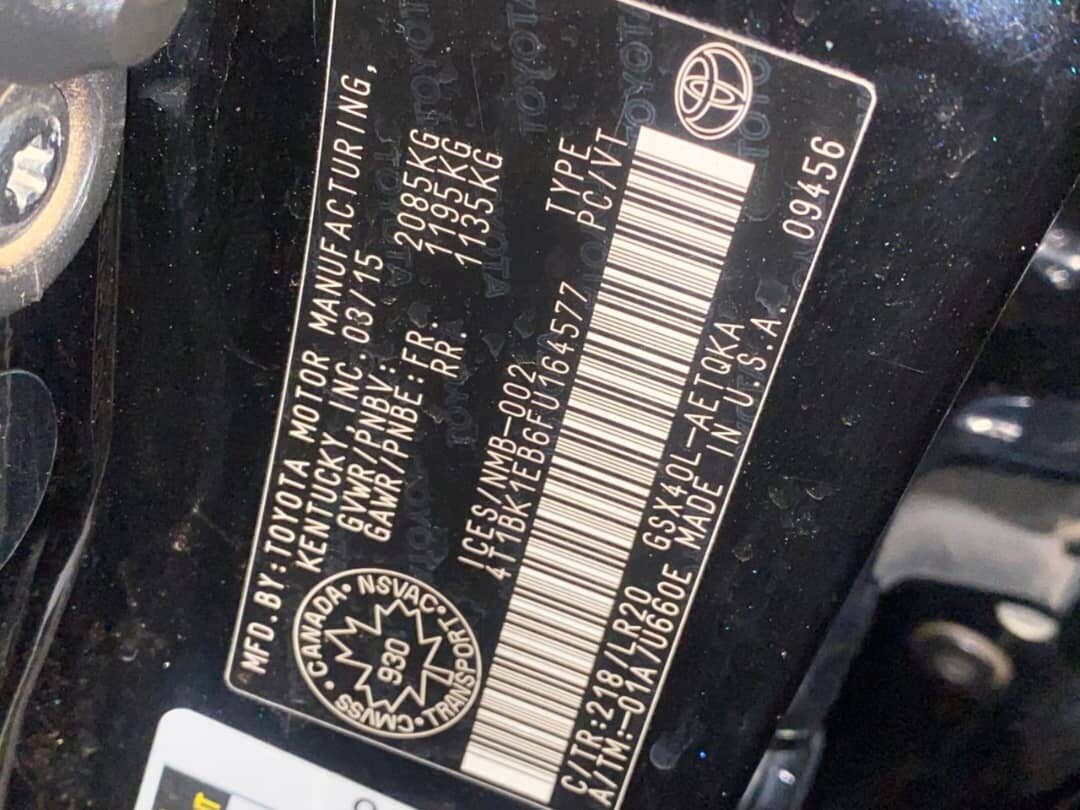 MFD.BY:TOYOTA MOTOR MANUFACTURING,
KENTUCKY, INC. 03/15
GVWR/PNBV: 2085KG
GAWR/PNBE: FR. 1195KG
RR. 1135KG
CANADA • NSVAC • TRANSPORT • CMVSS •
930
ICES/NMB-002 TYPE
4T1BK1EB6FU164577 PC/VT
C/TR:218/LR20 GSX40L-AETQKA
A/TM:-01A/U660E MADE IN U.S.A.
09456